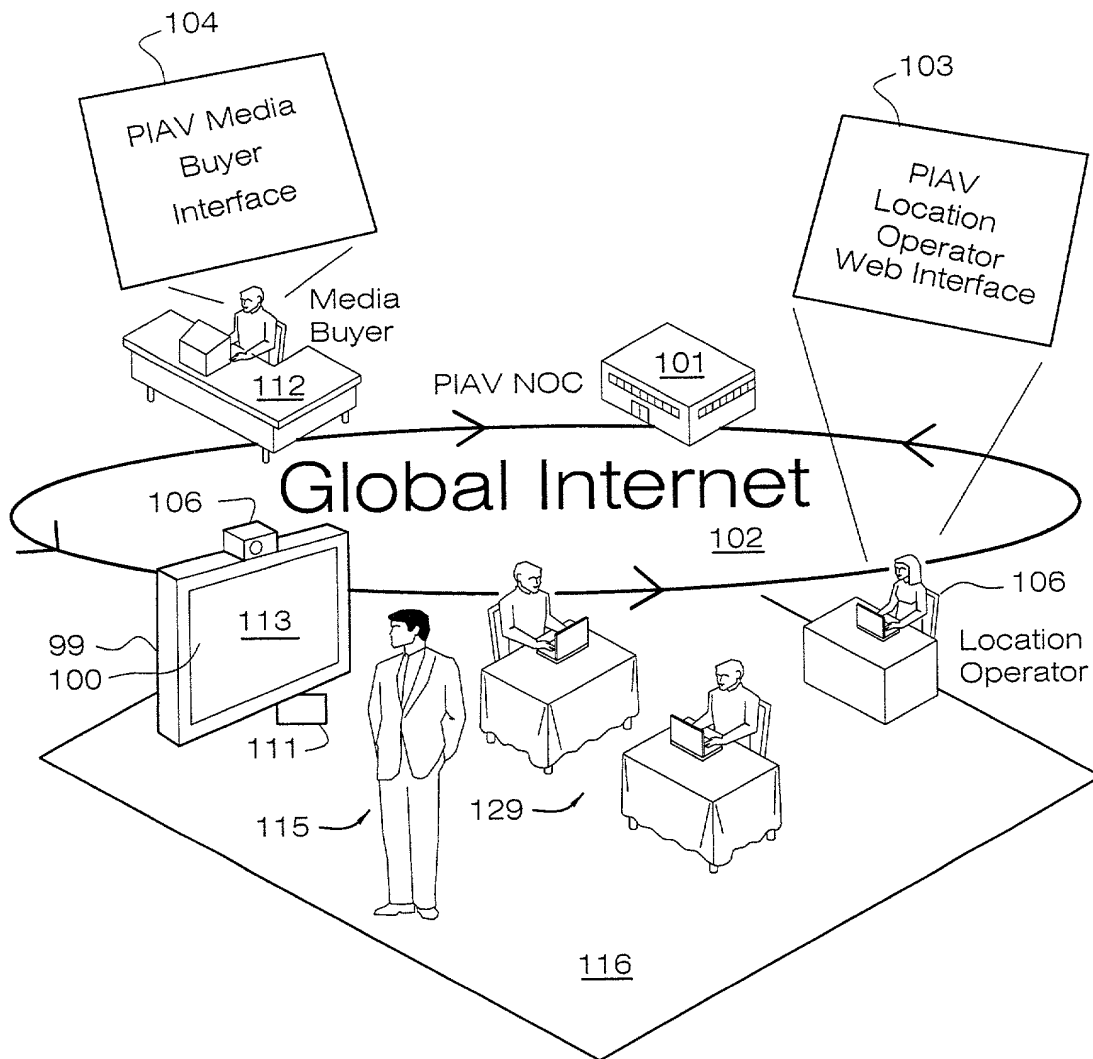 104
PIAV Media
Buyer
Interface
103
PIAV
Location
Operator
Web Interface
Media
Buyer
112
PIAV NOC
101
Global Internet
102
106
113
99
100
111
106
Location
Operator
115
129
116